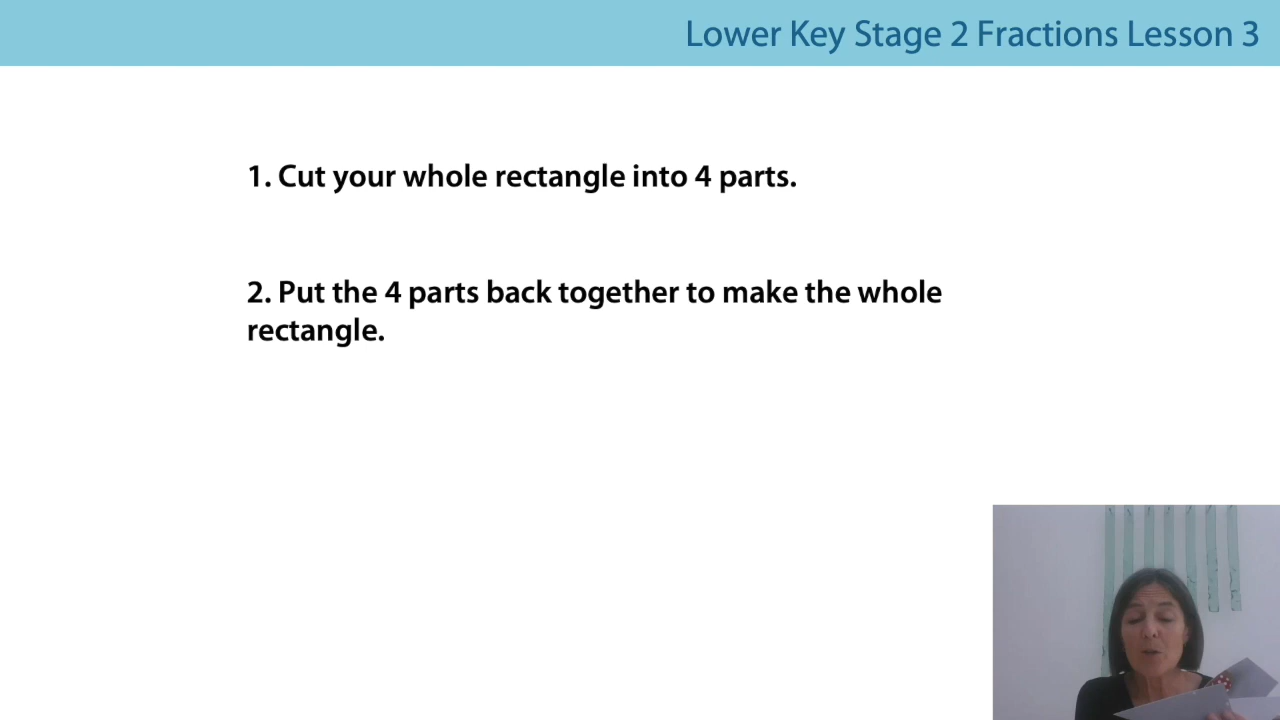 Lower Key Stage 2 Fractions Lesson 3
1. Cut your whole rectangle into 4 parts.
2. Put the 4 parts back together to make the whole
rectangle.